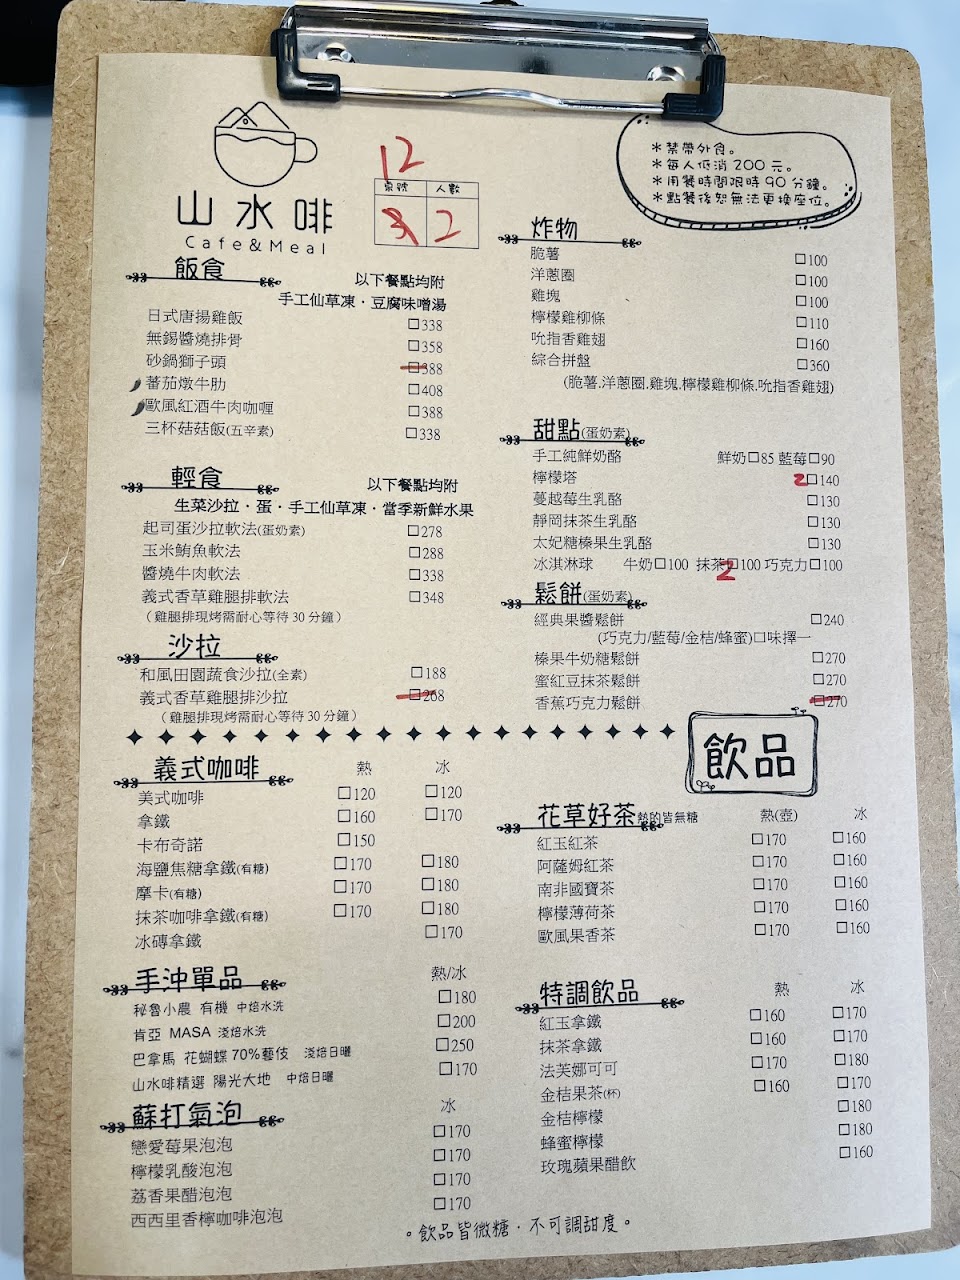 山水啡
Cafe&Meal
12
桌號 人數
2
＊禁帶外食。
＊每人低消 200 元。
＊用餐時間限時 90 分鐘。
＊點餐後恕無法更換座位。
飯食 以下餐點均附
手工仙草凍．豆腐味噌湯
日式唐揚雞飯 □338
無錫醬燒排骨 □358
砂鍋獅子頭 □388
蕃茄燉牛肋 □408
歐風紅酒牛肉咖喱 □388
三杯菇菇飯(五辛素) □338
輕食 以下餐點均附
生菜沙拉．蛋．手工仙草凍．當季新鮮水果
起司蛋沙拉軟法(蛋奶素) □278
玉米鮪魚軟法 □288
醬燒牛肉軟法 □338
義式香草雞腿排軟法 □348
（雞腿排現烤需耐心等待 30 分鐘）
沙拉
和風田園蔬食沙拉(全素) □188
義式香草雞腿排沙拉 □268
（雞腿排現烤需耐心等待 30 分鐘）
炸物
脆薯 □100
洋蔥圈 □100
雞塊 □100
檸檬雞柳條 □110
吮指香雞翅 □160
綜合拼盤 □360
(脆薯.洋蔥圈.雞塊.檸檬雞柳條.吮指香雞翅)
甜點(蛋奶素)
手工純鮮奶酪 鮮奶□85 藍莓□90
檸檬塔 2□140
蔓越莓生乳酪 □130
靜岡抹茶生乳酪 □130
太妃糖榛果生乳酪 □130
冰淇淋球 牛奶□100 抹茶□100 巧克力□100
2
鬆餅(蛋奶素)
經典果醬鬆餅 □240
(巧克力/藍莓/金桔/蜂蜜)口味擇一
榛果牛奶糖鬆餅 □270
蜜紅豆抹茶鬆餅 □270
香蕉巧克力鬆餅 □270
飲品
義式咖啡 熱 冰
美式咖啡 □120 □120
拿鐵 □160 □170
卡布奇諾 □150
海鹽焦糖拿鐵(有糖) □170 □180
摩卡(有糖) □170 □180
抹茶咖啡拿鐵(有糖) □170 □180
冰磚拿鐵 □170
手沖單品 熱/冰
秘魯小農 有機 中焙水洗 □180
肯亞 MASA 淺焙水洗 □200
巴拿馬 花蝴蝶 70%藝伎 淺焙日曬 □250
山水啡精選 陽光大地 中焙日曬 □170
蘇打氣泡 冰
戀愛莓果泡泡 □170
檸檬乳酸泡泡 □170
荔香果醋泡泡 □170
西西里香檸咖啡泡泡 □170
花草好茶熱的皆無糖 熱(壺) 冰
紅玉紅茶 □170 □160
阿薩姆紅茶 □170 □160
南非國寶茶 □170 □160
檸檬薄荷茶 □170 □160
歐風果香茶 □170 □160
特調飲品 熱 冰
紅玉拿鐵 □160 □170
抹茶拿鐵 □160 □170
法芙娜可可 □170 □180
金桔果茶(杯) □160 □170
金桔檸檬 □180
蜂蜜檸檬 □180
玫瑰蘋果醋飲 □160
。飲品皆微糖．不可調甜度。